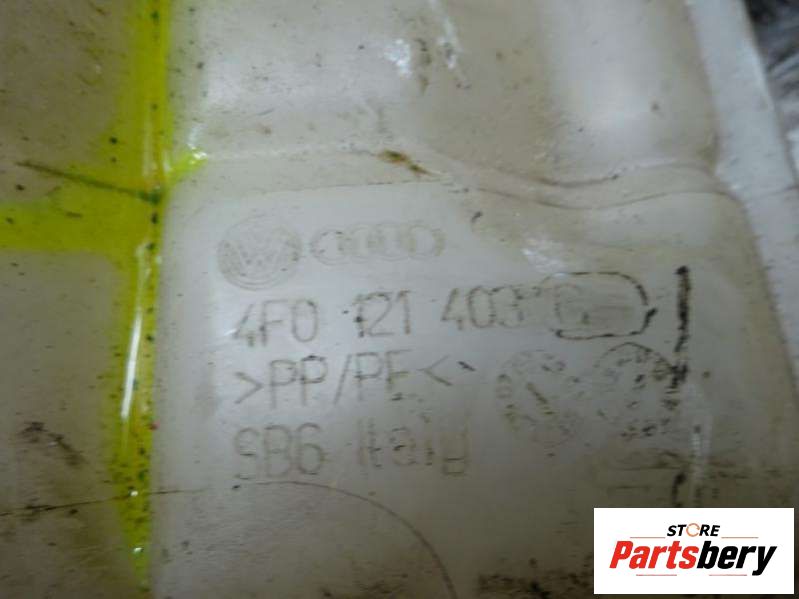 4F0 121 403
>PP/PE<
SB6 Italy
STORE
Partsbery